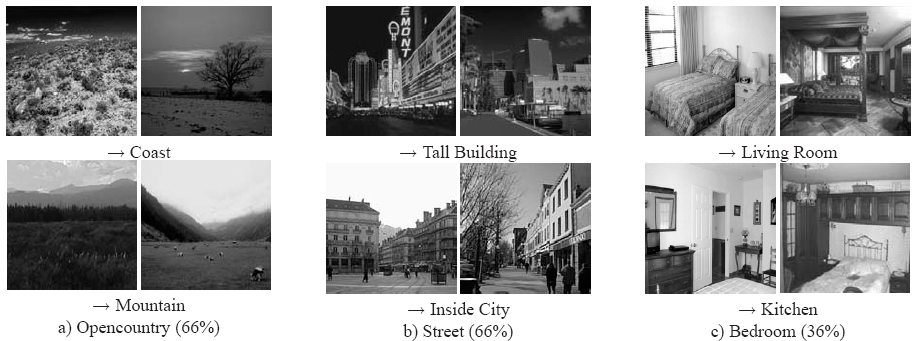 EMONT
→ Coast
→ Tall Building
→ Living Room
→ Mountain
→ Inside City
→ Kitchen
a) Opencountry (66%)
b) Street (66%)
c) Bedroom (36%)